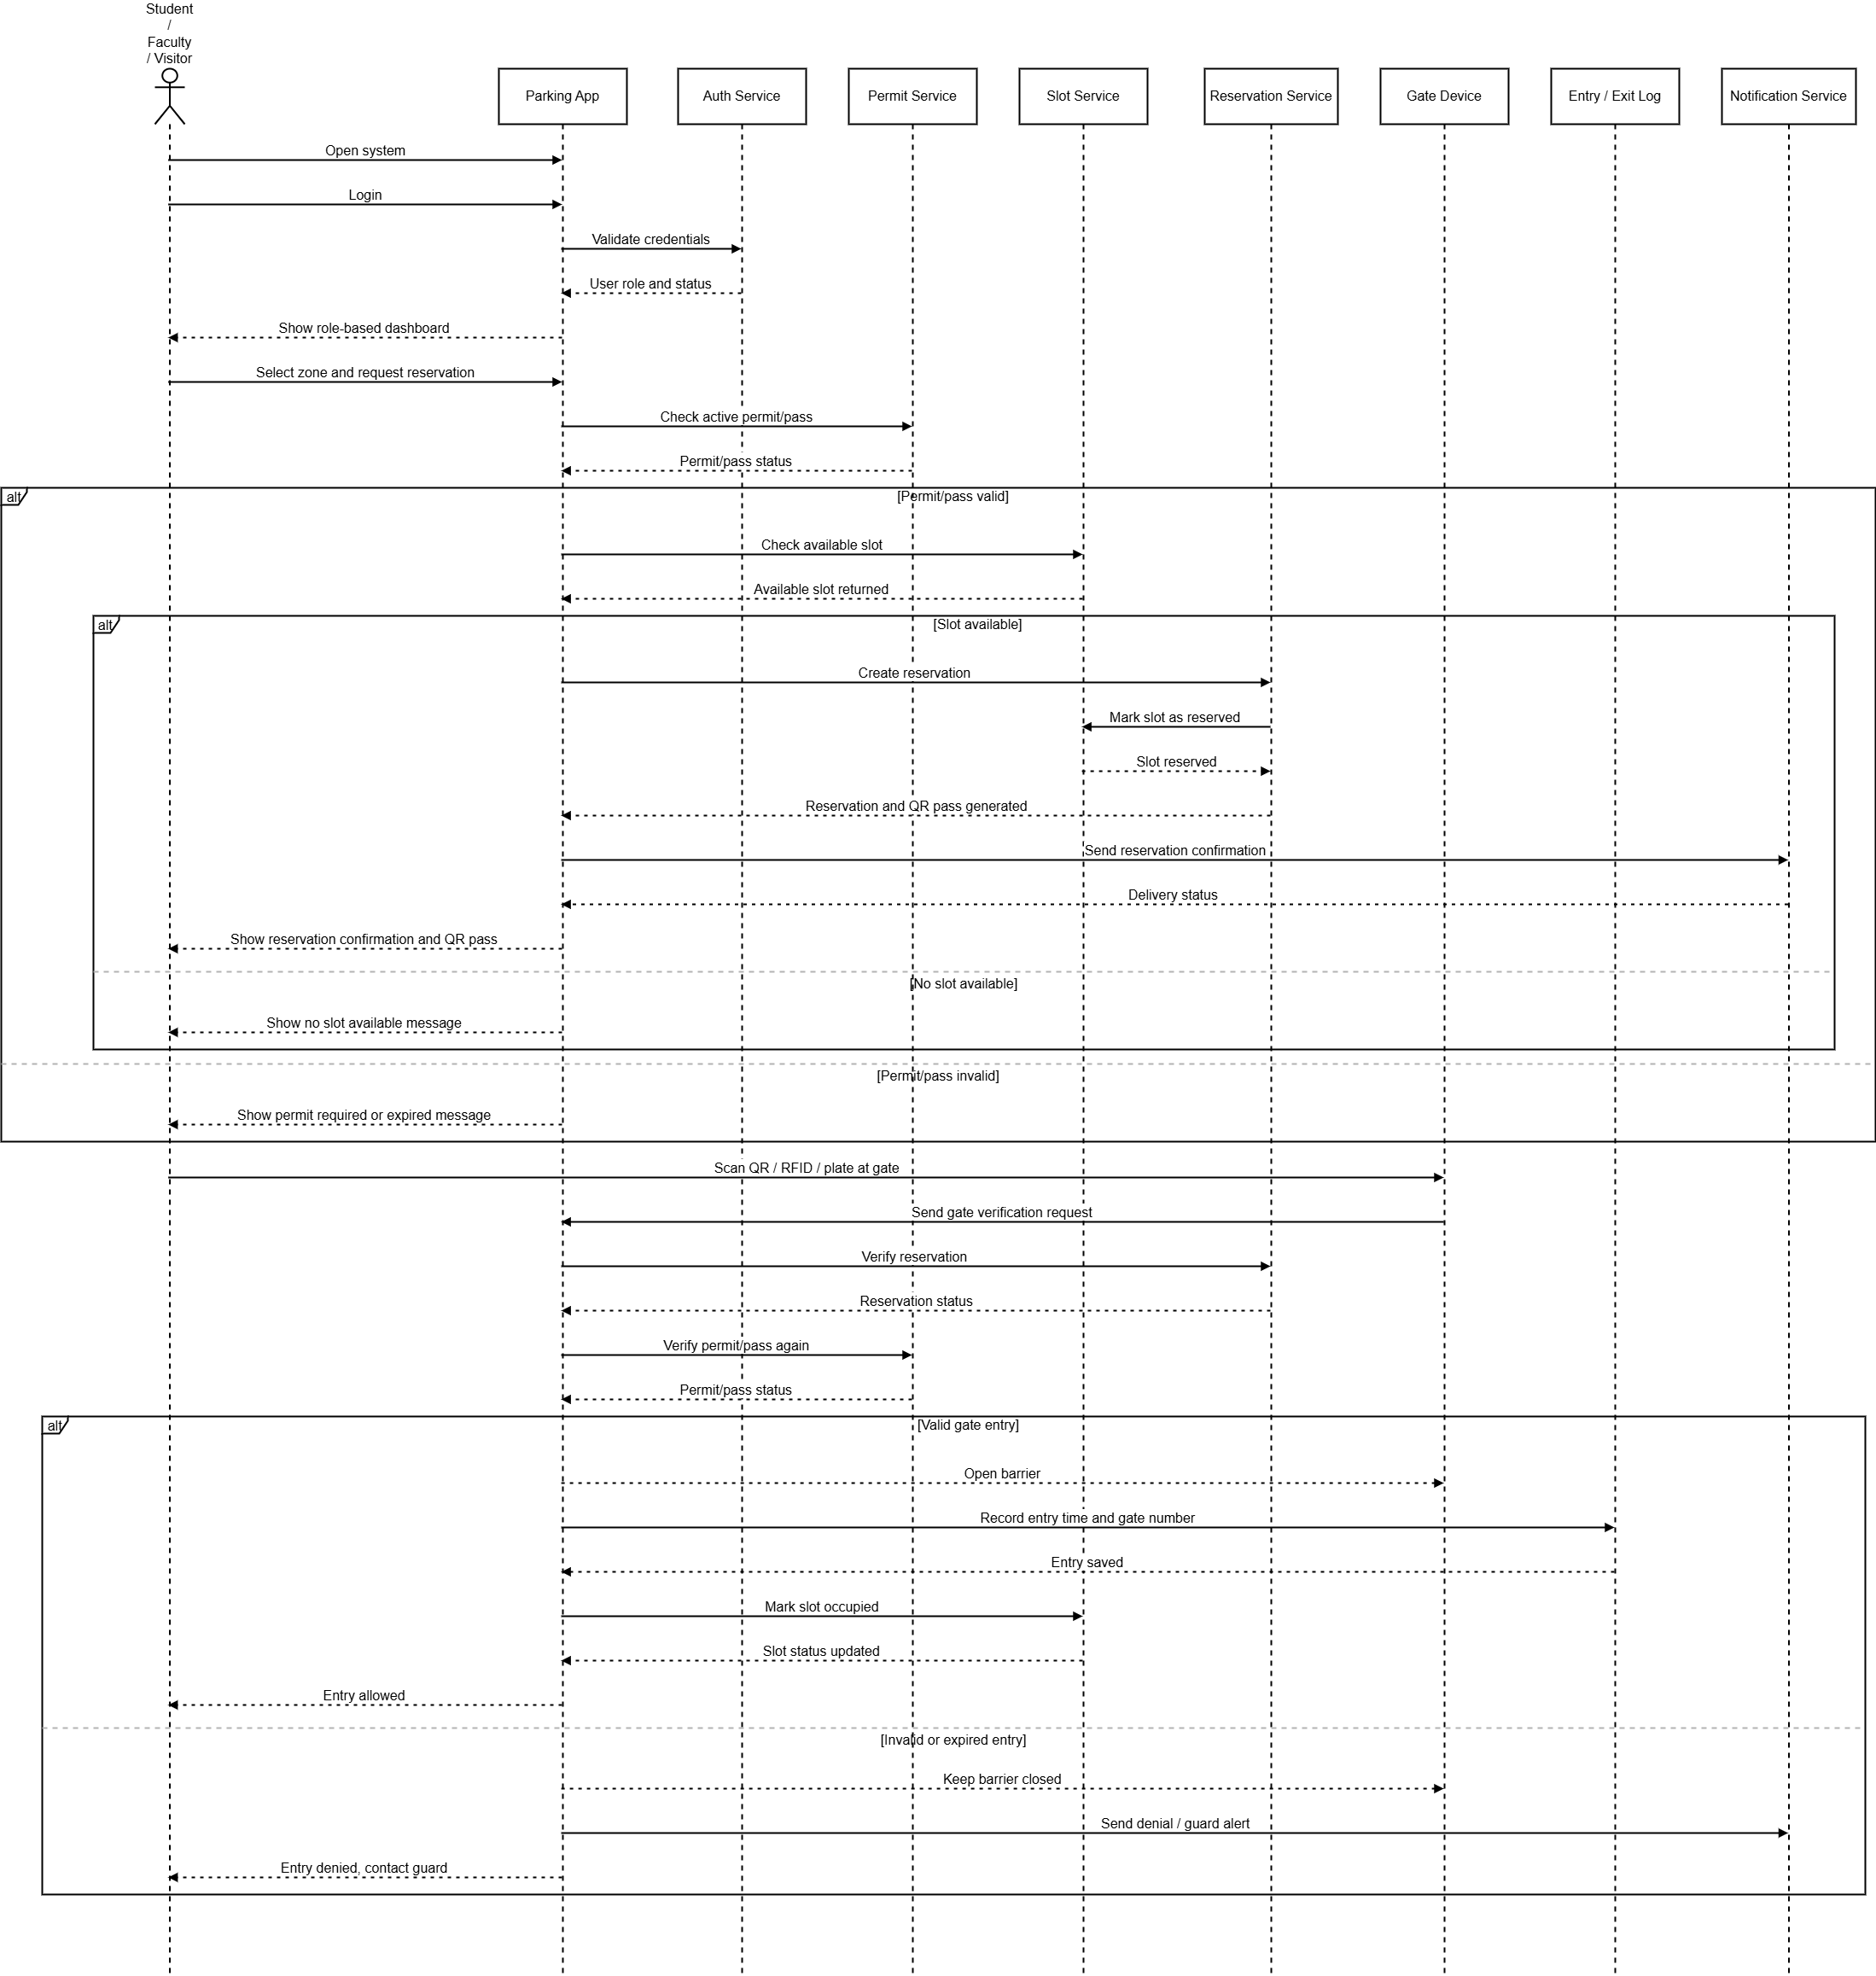 Student
/
Faculty
/ Visitor
Parking App
Auth Service
Permit Service
Slot Service
Reservation Service
Gate Device
Entry / Exit Log
Notification Service
Open system
Login
Validate credentials
User role and status
Show role-based dashboard
Select zone and request reservation
Check active permit/pass
Permit/pass status
alt
[Permit/pass valid]
Check available slot
Available slot returned
alt
[Slot available]
Create reservation
Mark slot as reserved
Slot reserved
Reservation and QR pass generated
Send reservation confirmation
Delivery status
Show reservation confirmation and QR pass
[No slot available]
Show no slot available message
[Permit/pass invalid]
Show permit required or expired message
Scan QR / RFID / plate at gate
Send gate verification request
Verify reservation
Reservation status
Verify permit/pass again
Permit/pass status
alt
[Valid gate entry]
Open barrier
Record entry time and gate number
Entry saved
Mark slot occupied
Slot status updated
Entry allowed
[Invalid or expired entry]
Keep barrier closed
Send denial / guard alert
Entry denied, contact guard